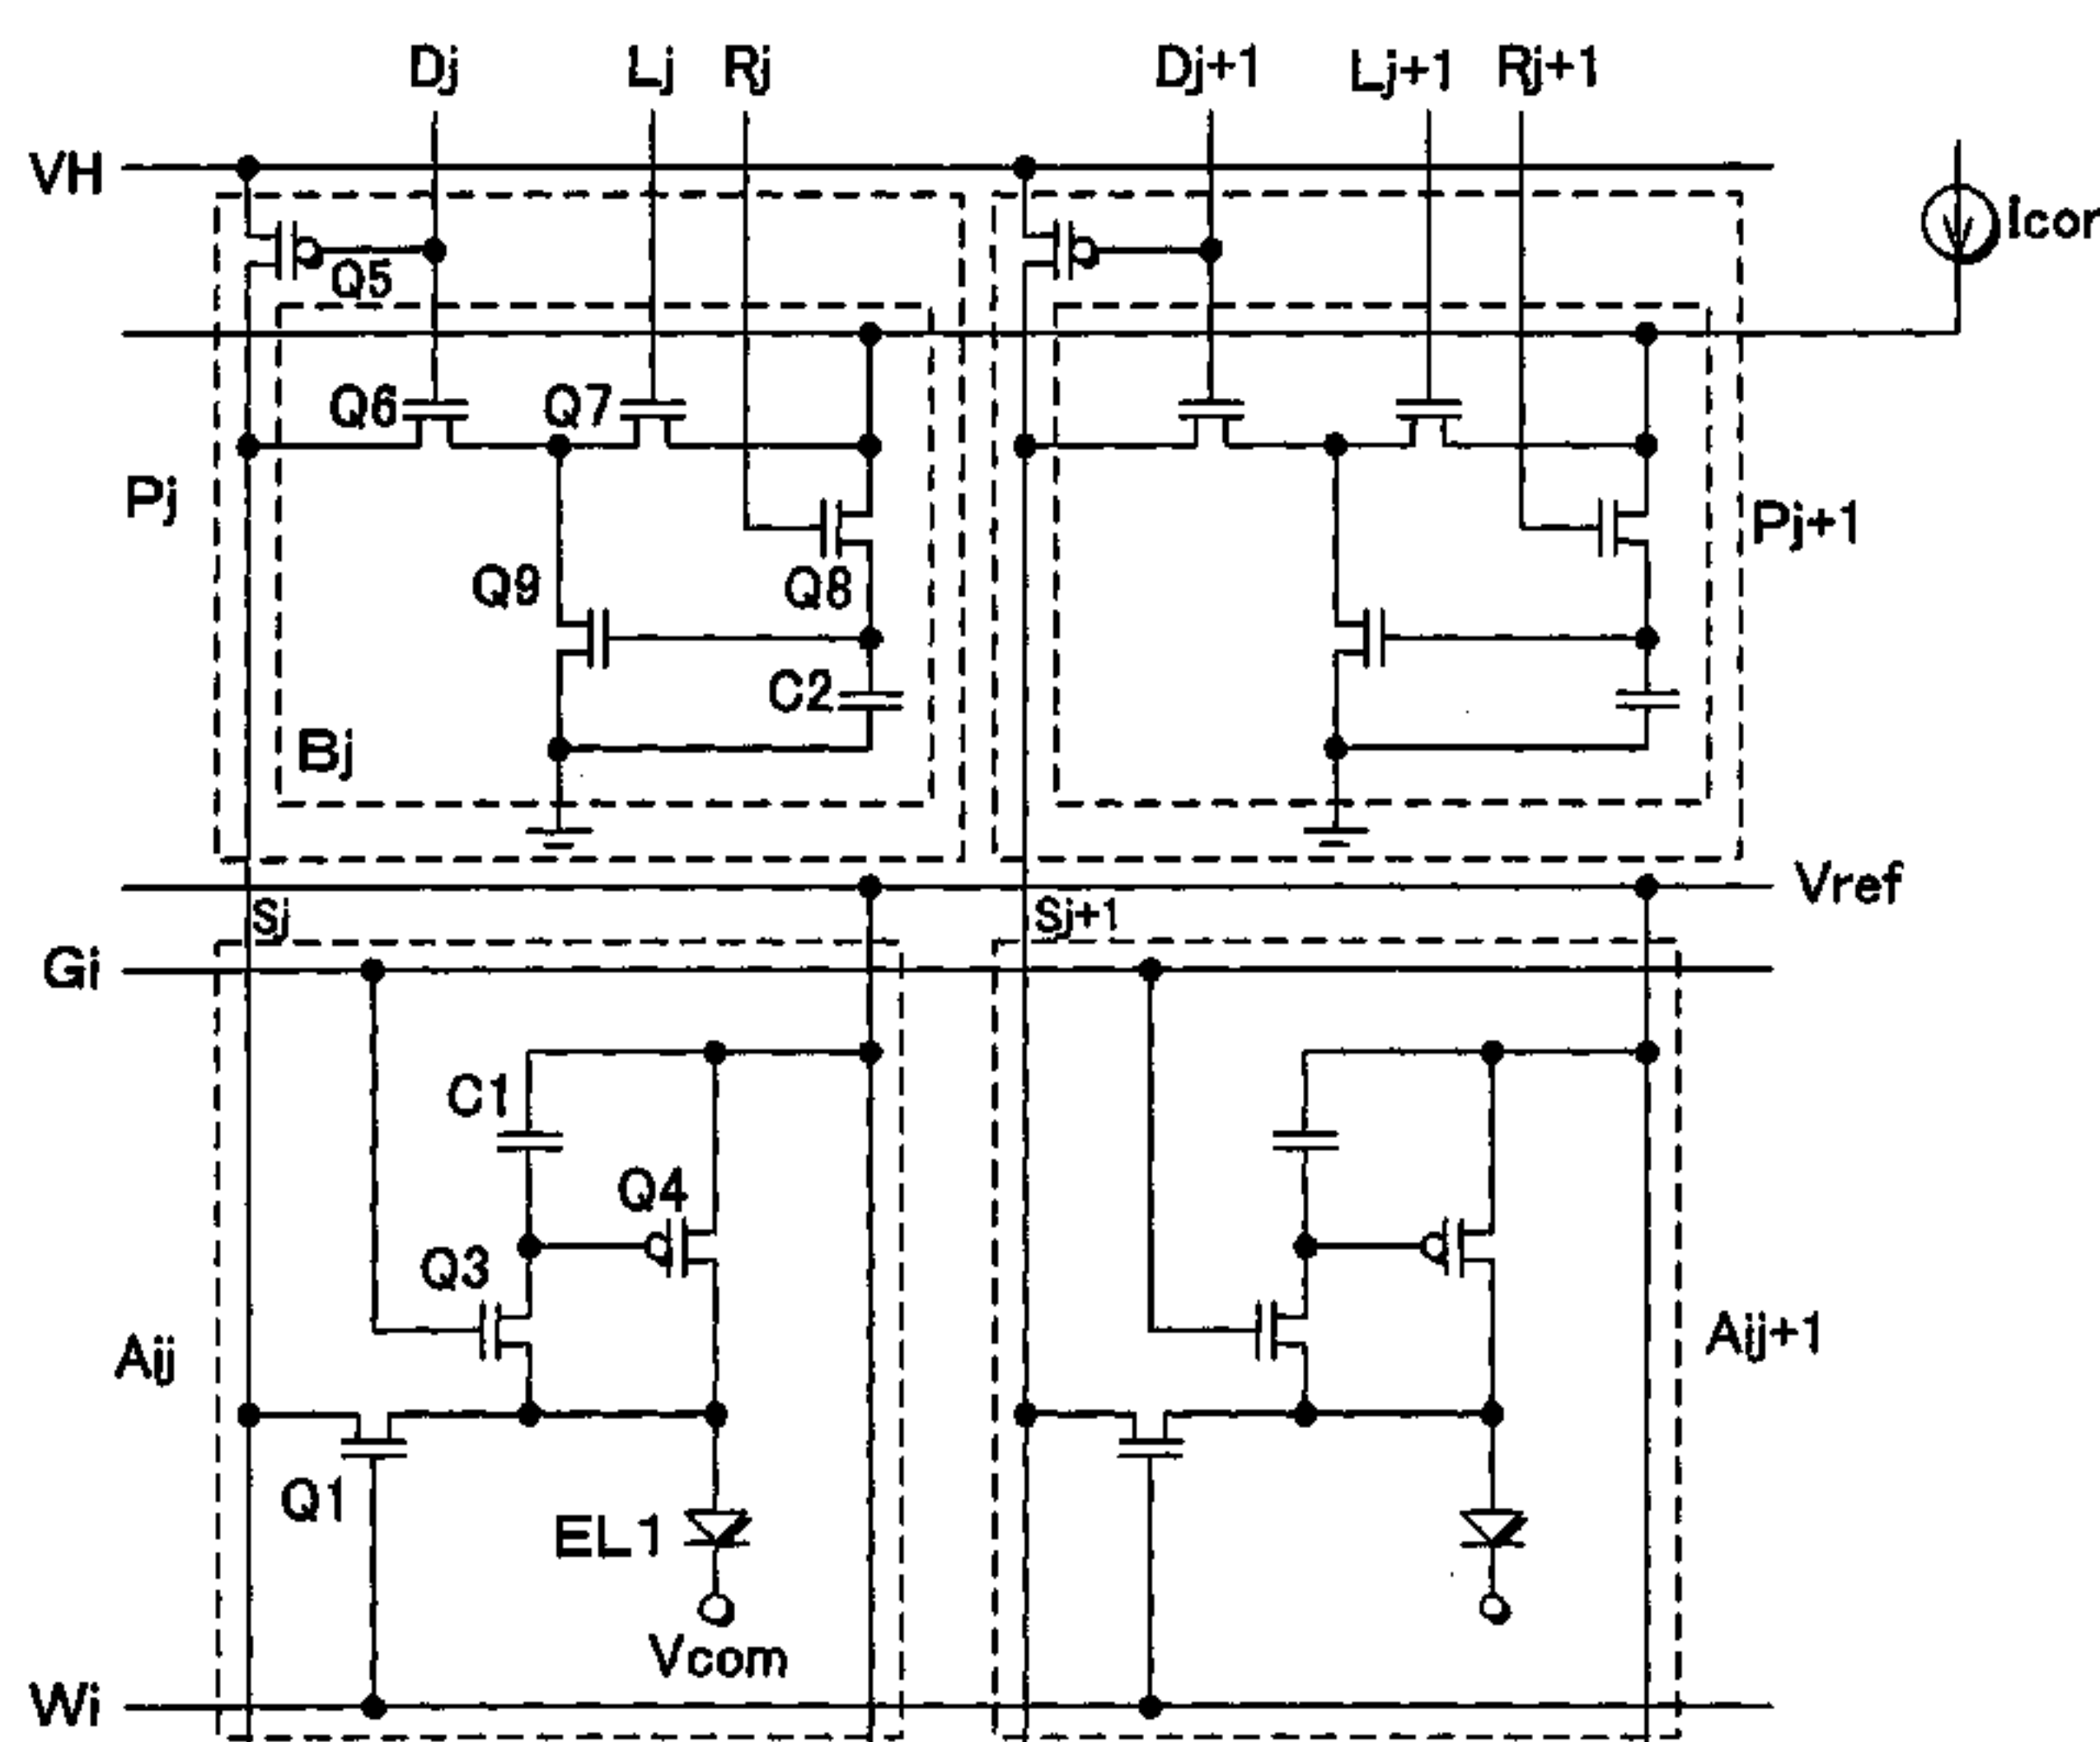 Dj Lj Rj Dj+1 Lj+1 Rj+1
VH
Icon
Q5
Q6 Q7
Pj
Pj+1
Q9 Q8
C2
Bj
Vref
Sj Sj+1
Gi
C1
Q4
Q3
Aij
Aij+1
Q1
EL1
Vcom
Wi